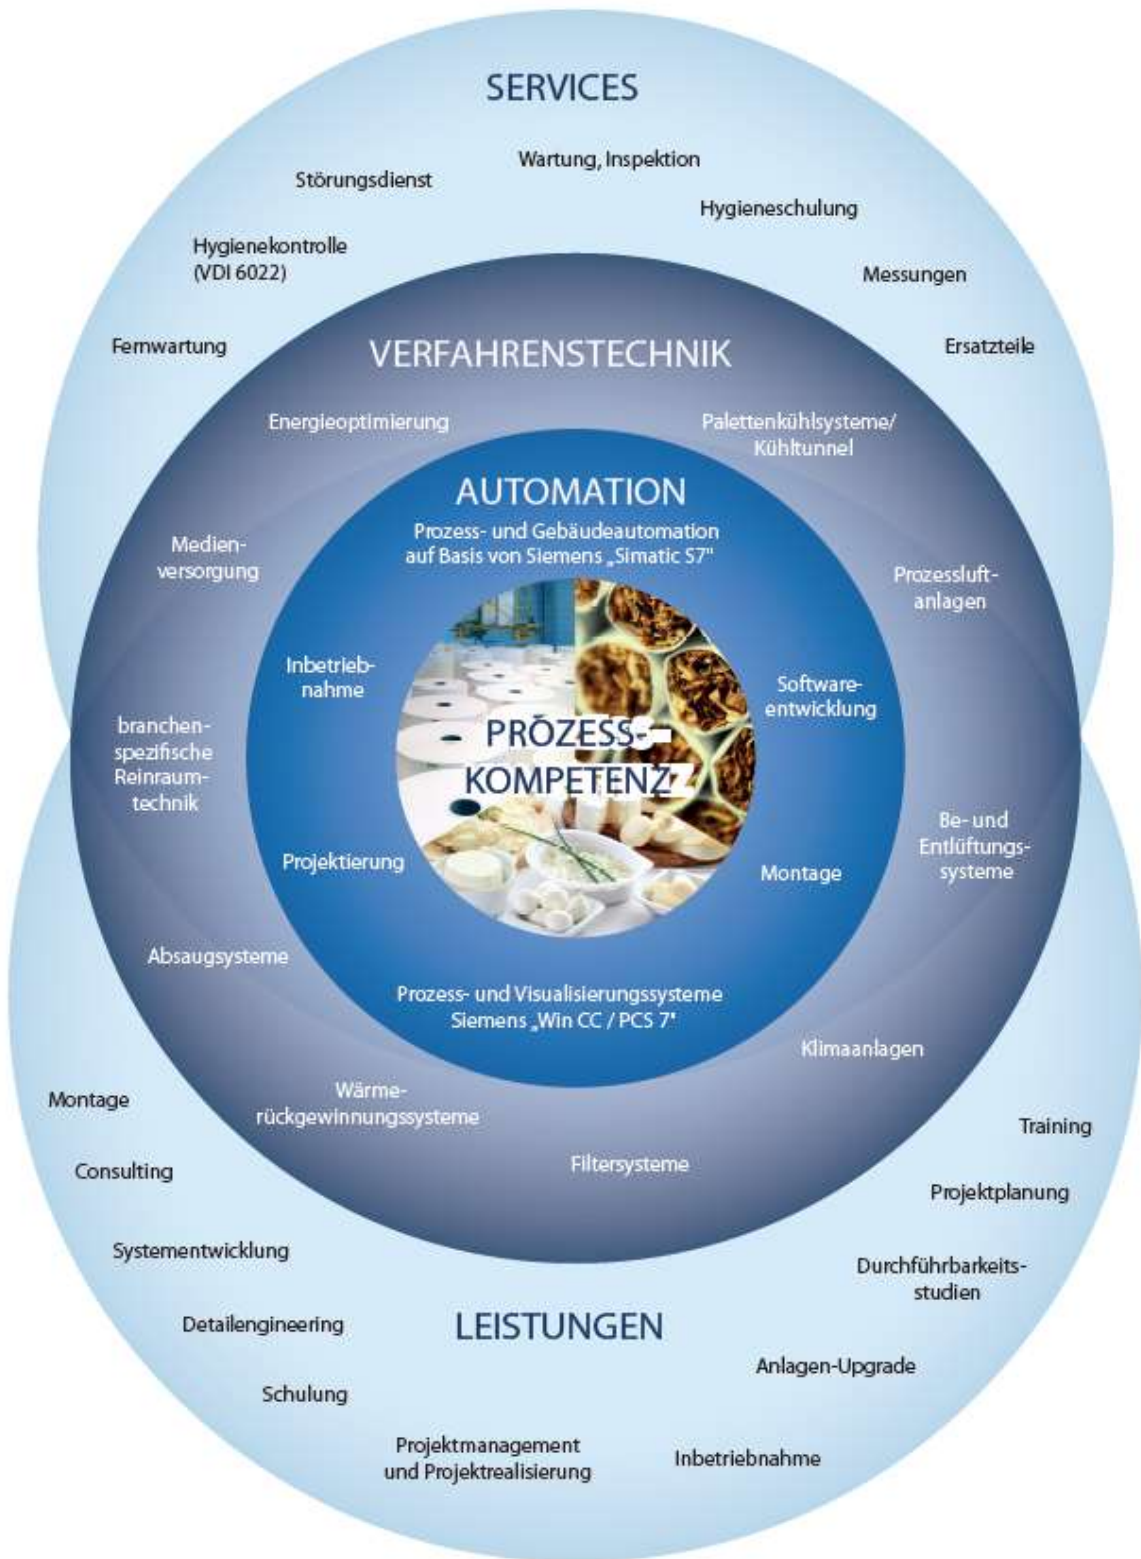 SERVICES
Wartung, Inspektion
Störungsdienst
Hygieneschulung
Hygienekontrolle
(VDI 6022)
Messungen
Fernwartung
Ersatzteile
VERFAHRENSTECHNIK
Energieoptimierung
Palettenkühlsysteme/
Kühltunnel
AUTOMATION
Prozess- und Gebäudeautomation
auf Basis von Siemens „Simatic S7"
Medien-
versorgung
Prozessluft-
anlagen
Inbetrieb-
nahme
Software-
entwicklung
branchen-
spezifische
Reinraum-
technik
PROZESS-
KOMPETENZ
Be- und
Entlüftungs-
systeme
Projektierung
Montage
Absaugsysteme
Prozess- und Visualisierungssysteme
Siemens „Win CC / PCS 7"
Klimaanlagen
Wärme-
rückgewinnungssysteme
Filtersysteme
Montage
Training
Consulting
Projektplanung
Systementwicklung
Durchführbarkeits-
studien
Detailengineering
LEISTUNGEN
Anlagen-Upgrade
Schulung
Projektmanagement
und Projektrealisierung
Inbetriebnahme